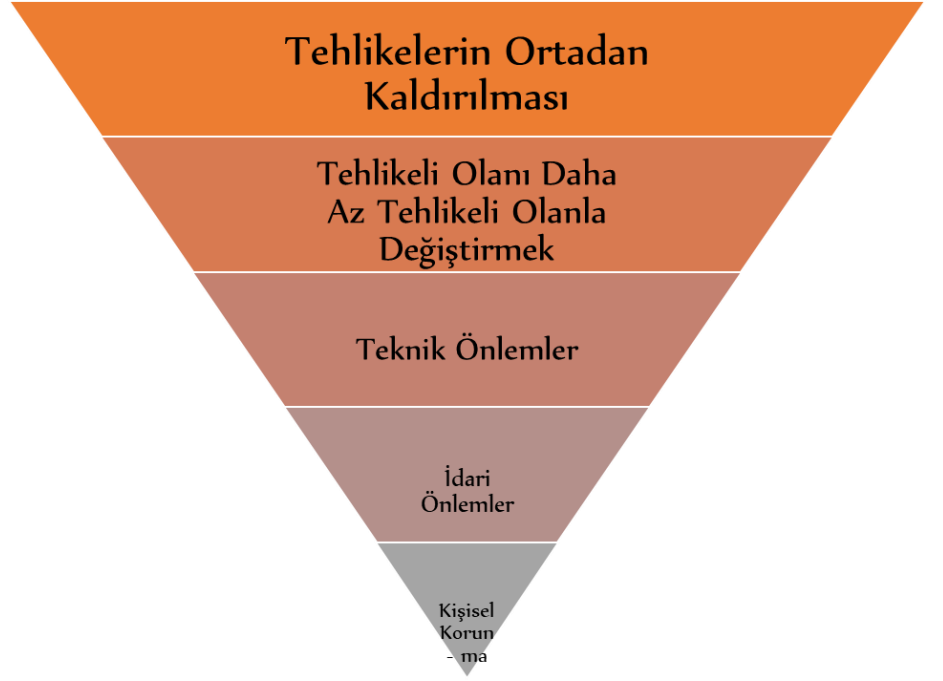 Tehlikelerin Ortadan
Kaldırılması
Tehlikeli Olanı Daha
Az Tehlikeli Olanla
Değiştirmek
Teknik Önlemler
İdari
Önlemler
Kişisel
Korun
- ma